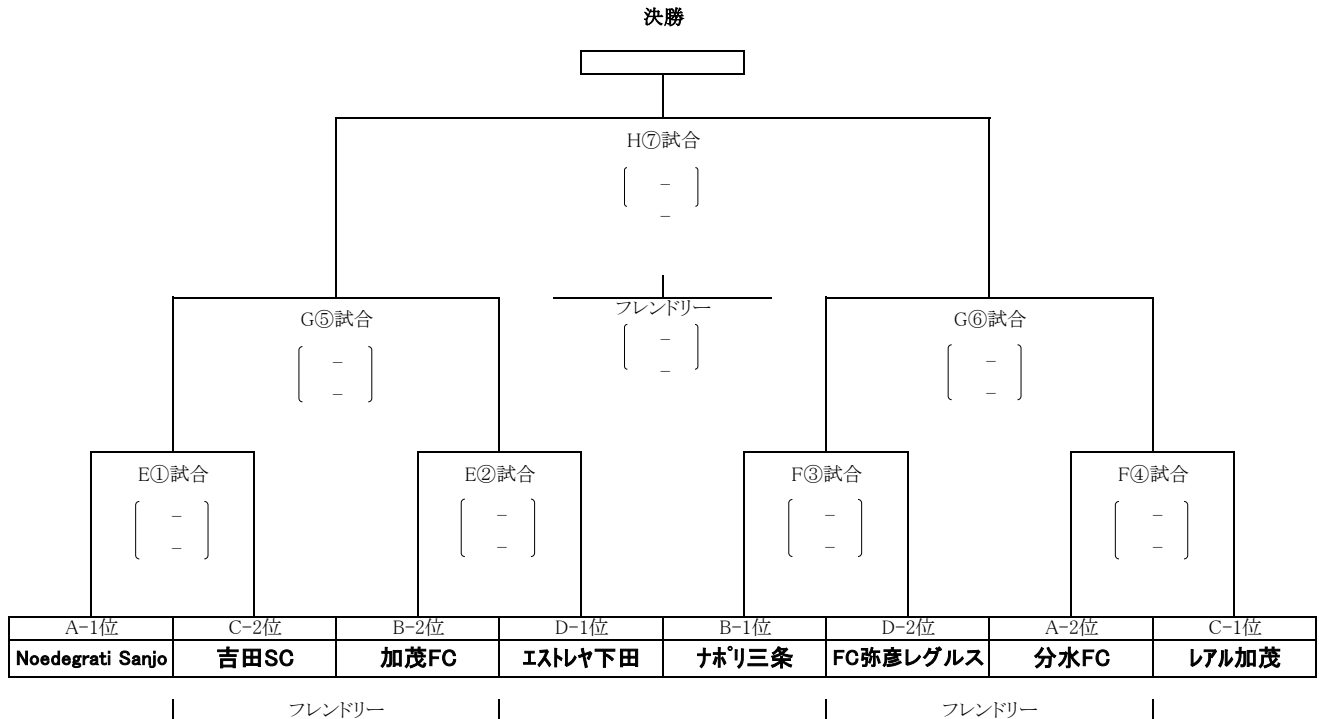 決勝
H⑦試合
－
－
フレンドリー
－
－
G⑤試合
－
－
G⑥試合
－
－
E①試合
－
－
E②試合
－
－
F③試合
－
－
F④試合
－
－
A-1位 C-2位 B-2位 D-1位 B-1位 D-2位 A-2位 C-1位
Noedegrati Sanjo 吉田SC 加茂FC エストレヤ下田 ナポリ三条 FC弥彦レグルス 分水FC レアル加茂
フレンドリー フレンドリー